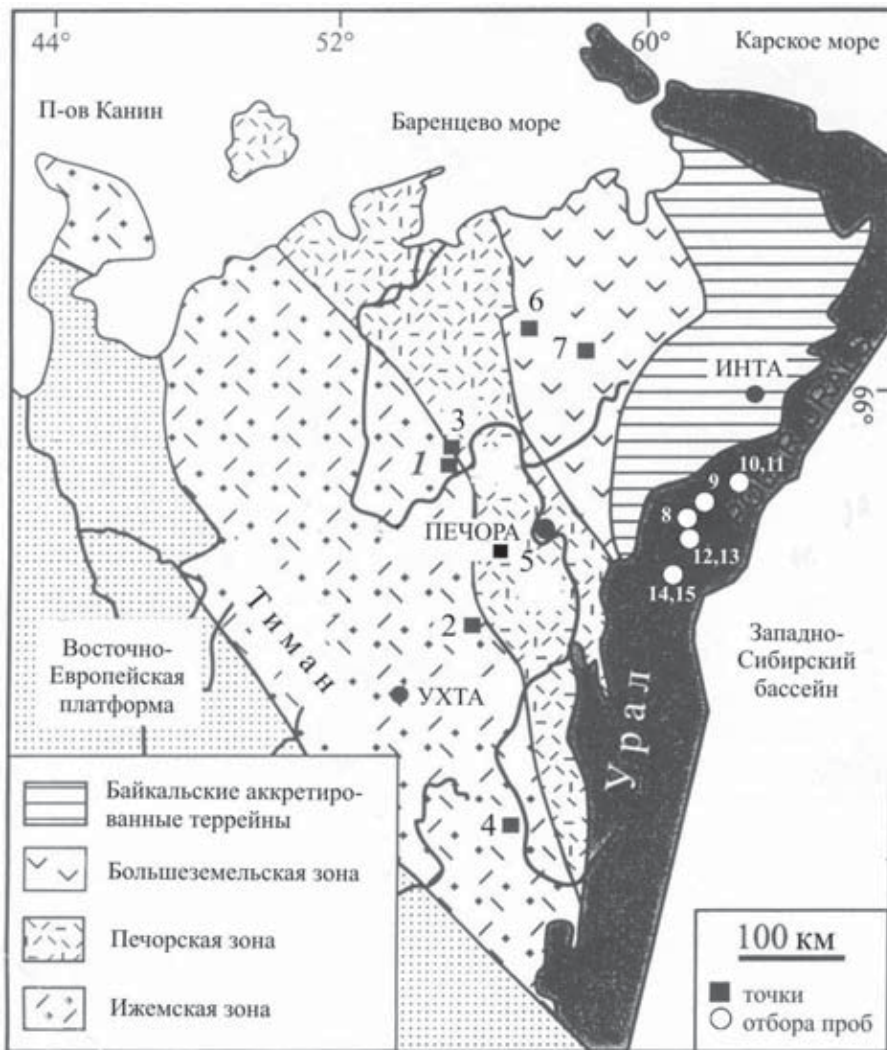 44°
52°
60°
Карское море
П-ов Канин
Баренцево море
6
7
ИНТА
66°
3
1
10,11
9
8
ПЕЧОРА
5
12,13
14,15
2
Тиман
Восточно-
Европейская
платформа
УХТА
Западно-
Сибирский
бассейн
Урал
4
Байкальские аккретиро-
ванные террейны
Большеземельская зона
Печорская зона
Ижемская зона
100 км
точки
отбора проб